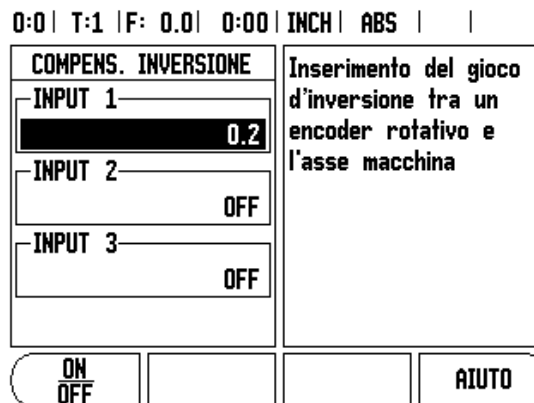 0:0| T:1 |F: 0.0| 0:00| INCH| ABS | |
COMPENS. INVERSIONE
INPUT 1
0.2
INPUT 2
OFF
INPUT 3
OFF
Inserimento del gioco
d'inversione tra un
encoder rotativo e
l'asse macchina
ON
OFF
AIUTO